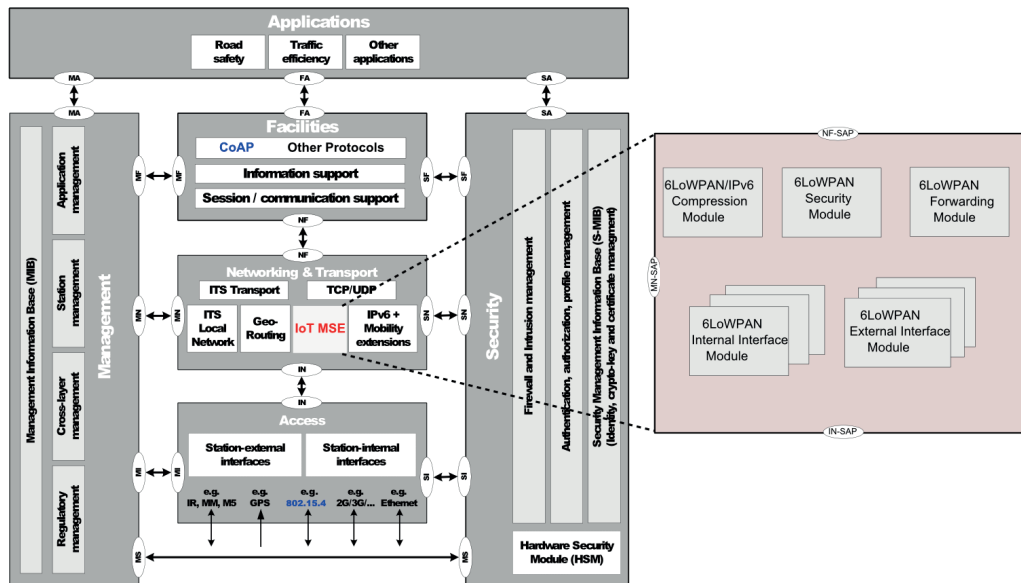 Applications
Road safety
Traffic efficiency
Other applications
MA
FA
SA
MA
FA
SA
Management Information Base (MIB)
Application management
Station management
Cross-layer management
Regulatory management
Management
MF
MF
MN
MN
MI
MI
MS
Facilities
CoAP
Other Protocols
Information support
Session / communication support
NF
NF
Networking & Transport
ITS Transport
TCP/UDP
ITS Local Network
Geo-Routing
IoT MSE
IPv6 + Mobility extensions
IN
IN
Access
Station-external interfaces
Station-internal interfaces
e.g. IR, MM, M5
e.g. GPS
e.g. 802.15.4
e.g. 2G/3G/...
e.g. Ethernet
SF
SF
SN
SN
SI
SI
MS
Security
Firewall and Intrusion management
Authentication, authorization, profile management
Security Management Information Base (S-MIB)
(Identity, crypto-key and certificate managment)
Hardware Security Module (HSM)
NF-SAP
6LoWPAN/IPv6 Compression Module
6LoWPAN Security Module
6LoWPAN Forwarding Module
MN-SAP
6LoWPAN Internal Interface Module
6LoWPAN External Interface Module
IN-SAP